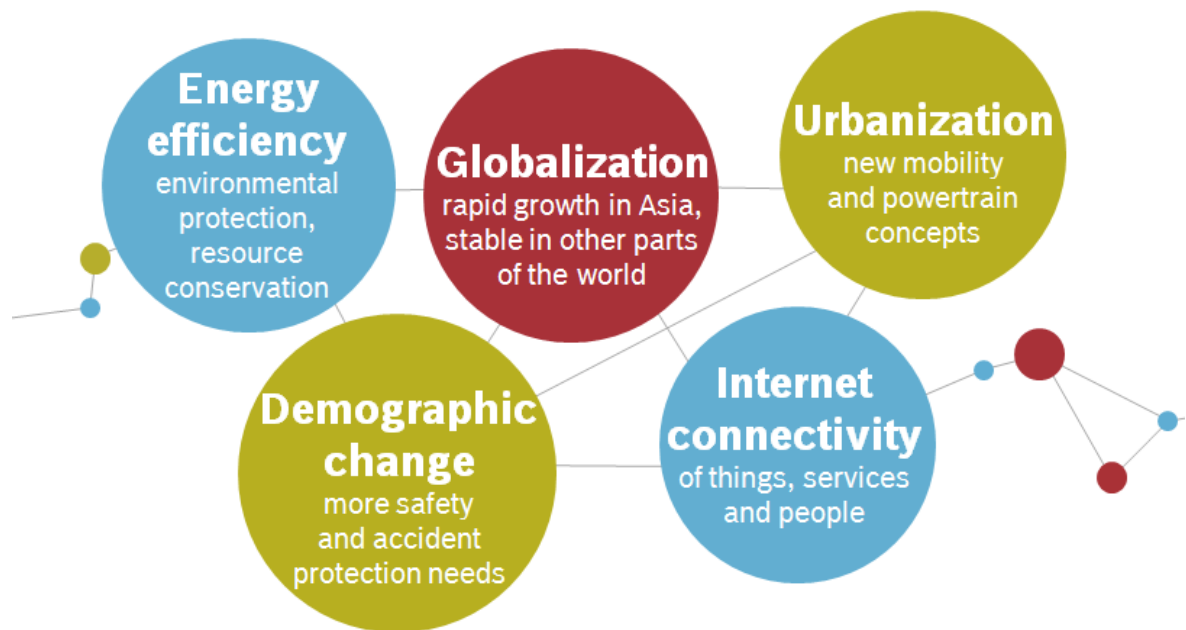 Energy
efficiency
environmental
protection,
resource
conservation
Globalization
rapid growth in Asia,
stable in other parts
of the world
Urbanization
new mobility
and powertrain
concepts
Demographic
change
more safety
and accident
protection needs
Internet
connectivity
of things, services
and people